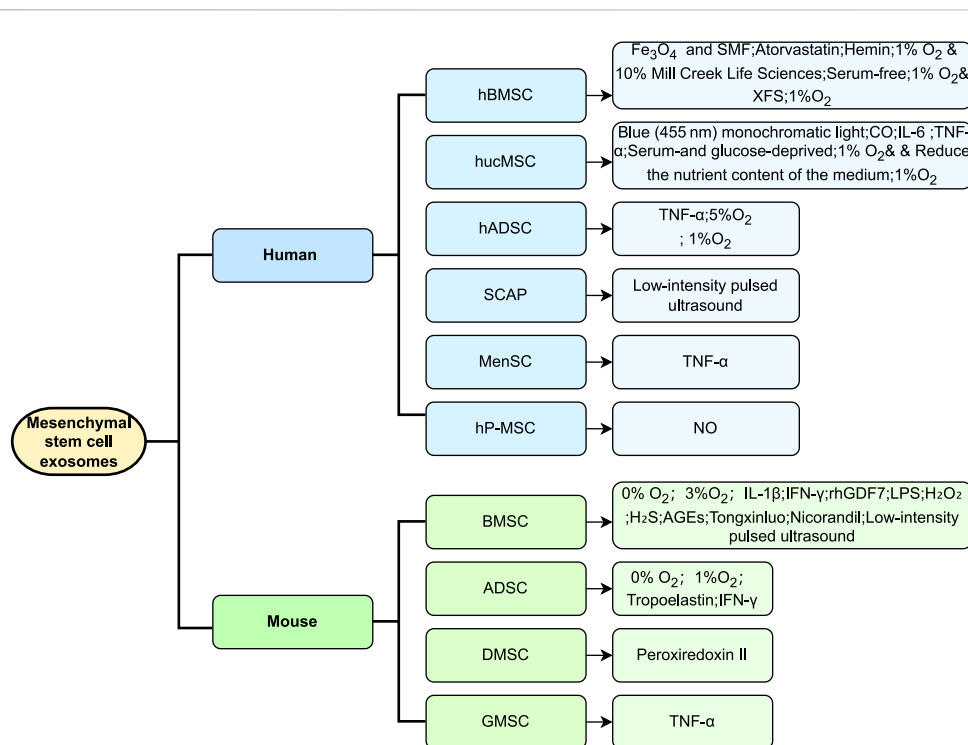 Mesenchymal
stem cell
exosomes
Human
hBMSC
Fe₃O₄ and SMF;Atorvastatin;Hemin;1% O₂ &
10% Mill Creek Life Sciences;Serum-free;1% O₂&
XFS;1%O₂
hucMSC
Blue (455 nm) monochromatic light;CO;IL-6 ;TNF-
α;Serum-and glucose-deprived;1% O₂& & Reduce
the nutrient content of the medium;1%O₂
hADSC
TNF-α;5%O₂
; 1%O₂
SCAP
Low-intensity pulsed
ultrasound
MenSC
TNF-α
hP-MSC
NO
Mouse
BMSC
0% O₂; 3%O₂; IL-1β;IFN-γ;rhGDF7;LPS;H₂O₂
;H₂S;AGEs;Tongxinluo;Nicorandil;Low-intensity
pulsed ultrasound
ADSC
0% O₂; 1%O₂;
Tropoelastin;IFN-γ
DMSC
Peroxiredoxin II
GMSC
TNF-α